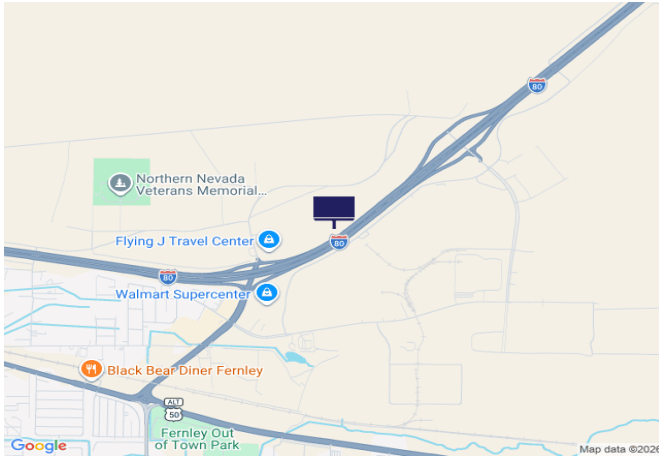 80
Northern Nevada
Veterans Memorial...
Flying J Travel Center
80
80
Walmart Supercenter
Black Bear Diner Fernley
ALT
50
Fernley Out
of Town Park
Google
Map data ©2026